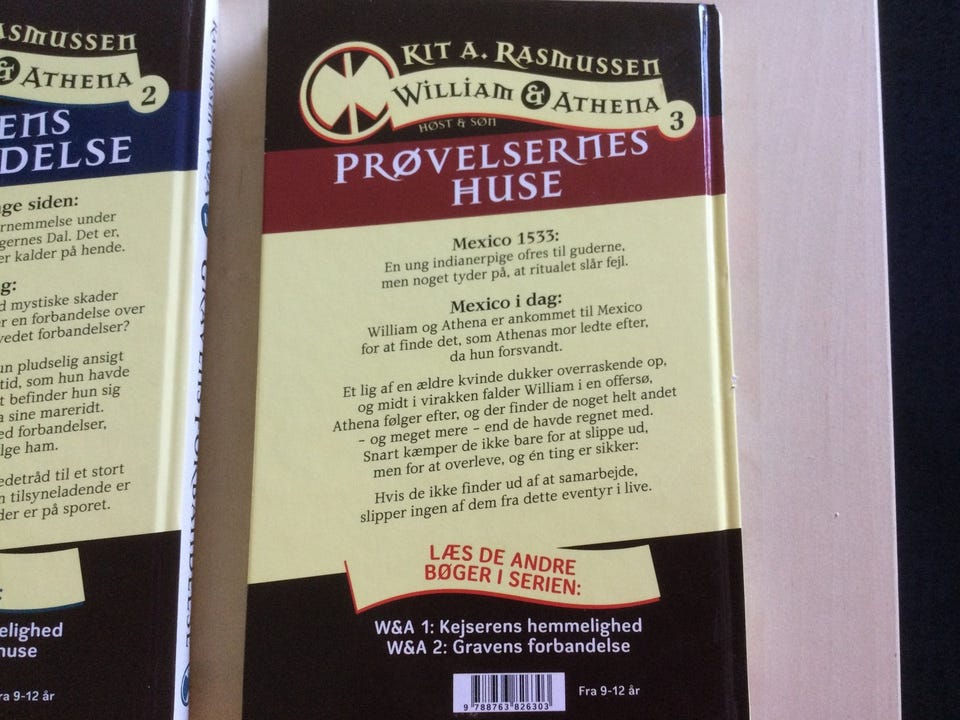 RASMUSSEN
& ATHENA
2
ENS
DELSE
ge siden:
rnemmelse under
gernes Dal. Det er,
er kalder på hende.
g:
d mystiske skader
er en forbandelse over
vedet forbandelser?
un pludselig ansigt
tid, som hun havde
t befinder hun sig
a sine mareridt.
ed forbandelser,
lge ham.
edetråd til et stort
n tilsyneladende er
der er på sporet.
elighed
huse
ra 9-12 år
KIT A. RASMUSSEN
WILLIAM & ATHENA
HØST & SØN
3
PRØVELSERNES
HUSE
Mexico 1533:
En ung indianerpige ofres til guderne,
men noget tyder på, at ritualet slår fejl.
Mexico i dag:
William og Athena er ankommet til Mexico
for at finde det, som Athenas mor ledte efter,
da hun forsvandt.
Et lig af en ældre kvinde dukker overraskende op,
og midt i virakken falder William i en offersø,
Athena følger efter, og der finder de noget helt andet
– og meget mere – end de havde regnet med.
Snart kæmper de ikke bare for at slippe ud,
men for at overleve, og én ting er sikker:
Hvis de ikke finder ud af at samarbejde,
slipper ingen af dem fra dette eventyr i live.
LÆS DE ANDRE
BØGER I SERIEN:
W&A 1: Kejserens hemmelighed
W&A 2: Gravens forbandelse
9 788763 826303
Fra 9-12 år